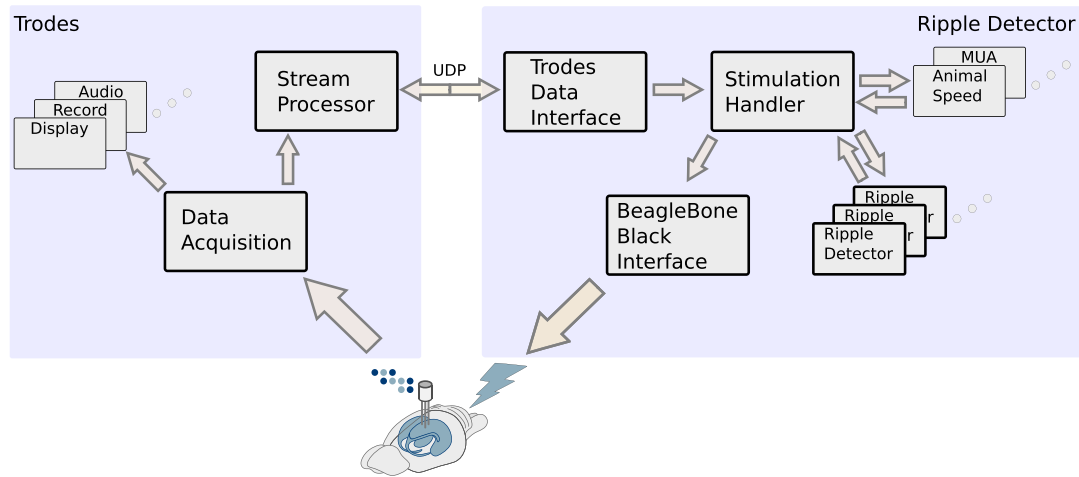 Trodes
Ripple Detector
Audio
Record
Display
Stream
Processor
UDP
Trodes
Data
Interface
Stimulation
Handler
MUA
Animal
Speed
Data
Acquisition
BeagleBone
Black
Interface
Ripple
r
Ripple
r
Ripple
Detector